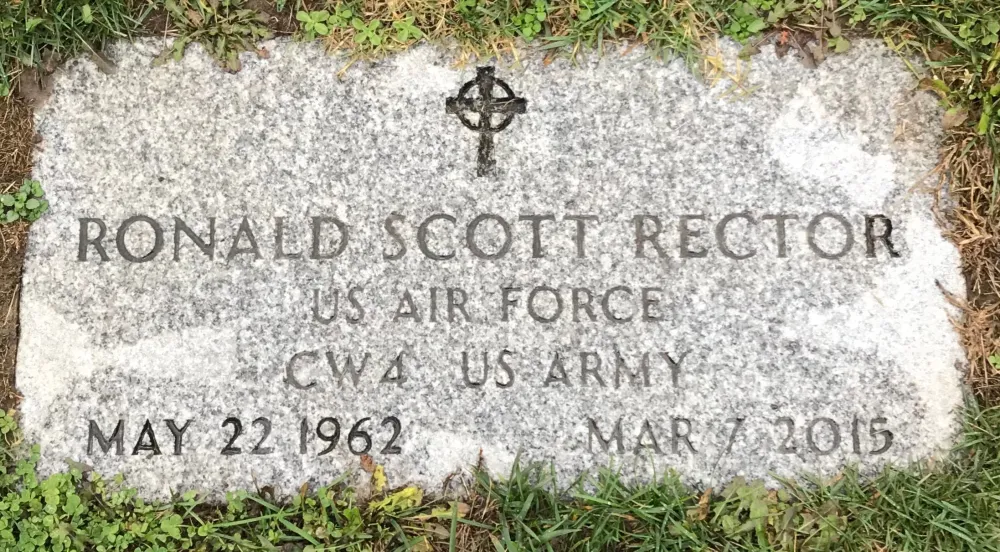 RONALD SCOTT RECTOR
US AIR FORCE
CW4 US ARMY
MAY 22 1962 MAR 7 2015